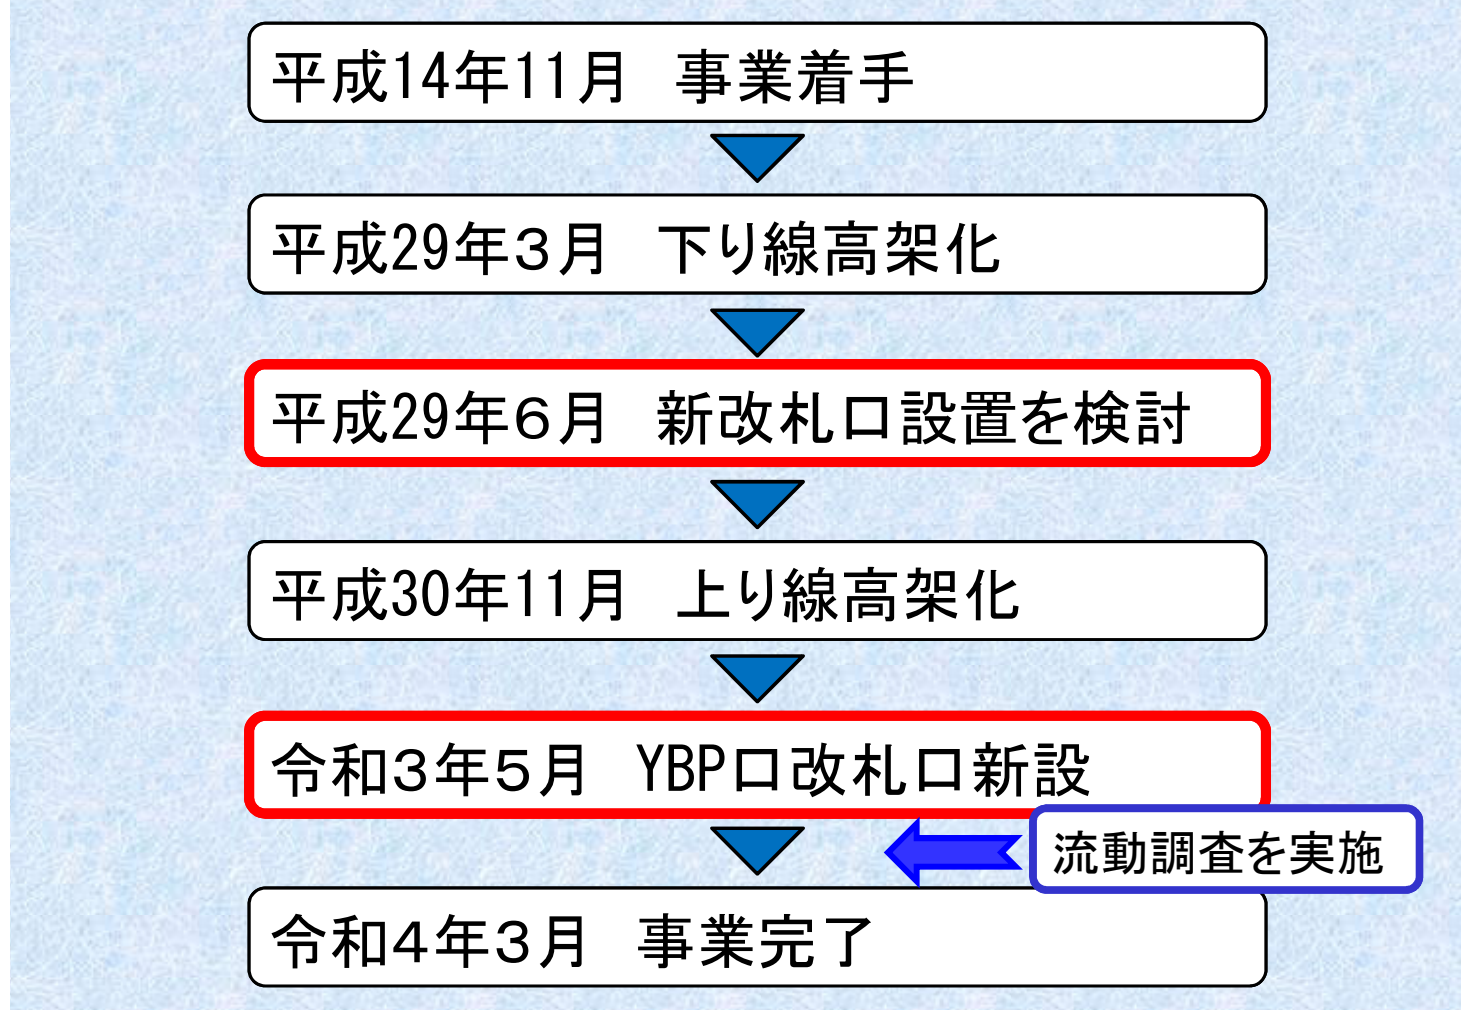 平成14年11月　事業着手
平成29年３月　下り線高架化
平成29年６月　新改札口設置を検討
平成30年11月　上り線高架化
令和３年５月　YBP口改札口新設
流動調査を実施
令和４年３月　事業完了